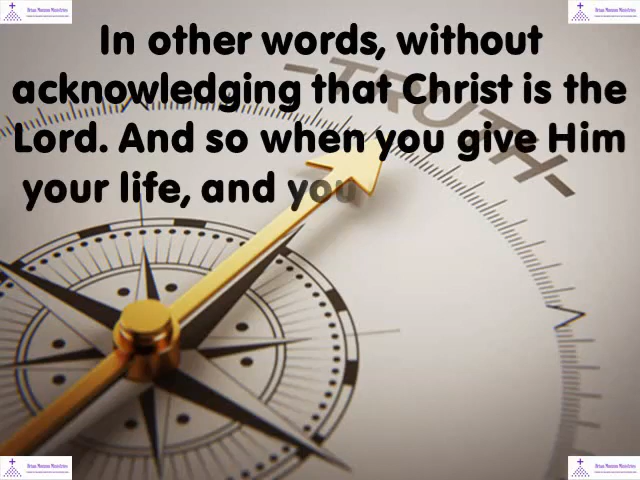 In other words, without
acknowledging that Christ is the
Lord. And so when you give Him
your life, and you
-TRUTH-